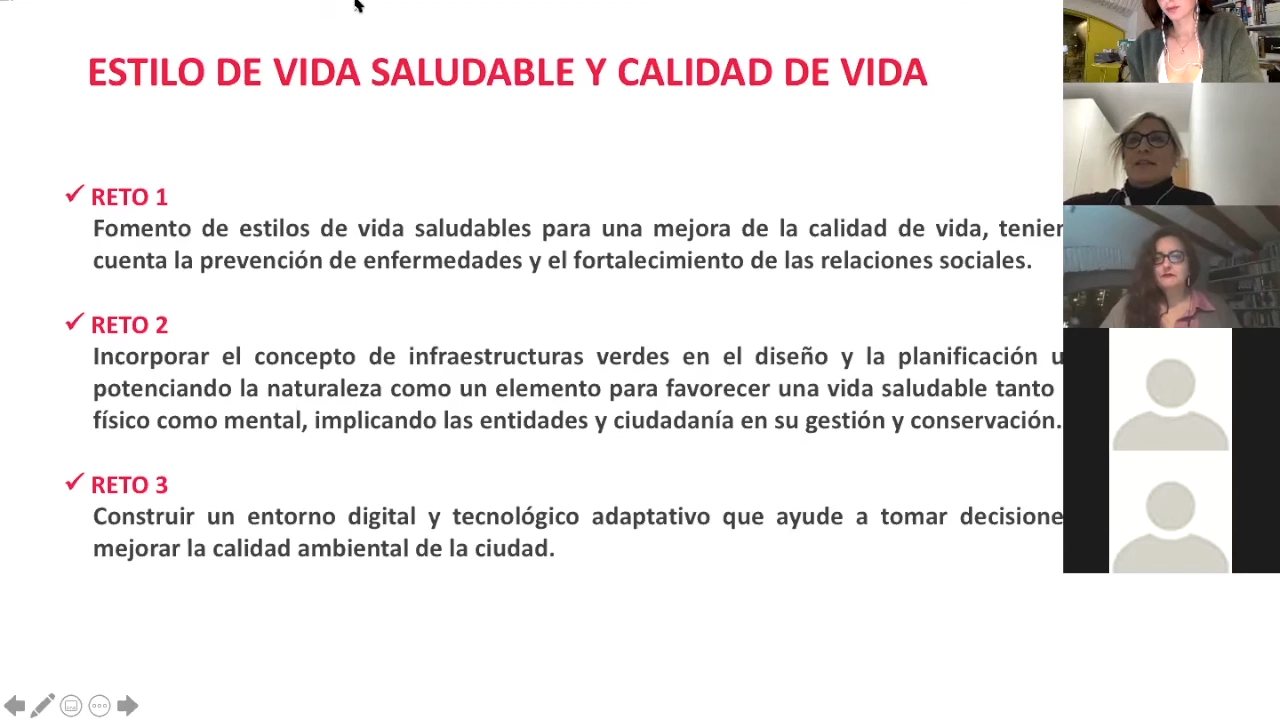 ESTILO DE VIDA SALUDABLE Y CALIDAD DE VIDA
RETO 1
Fomento de estilos de vida saludables para una mejora de la calidad de vida,
cuenta la prevención de enfermedades y el fortalecimiento de las relaciones sociales.
RETO 2
Incorporar el concepto de infraestructuras verdes en el diseño y la planificación
potenciando la naturaleza como un elemento para favorecer una vida saludable tanto
físico como mental, implicando las entidades y ciudadanía en su gestión y conservación.
RETO 3
Construir un entorno digital y tecnológico adaptativo que ayude a tomar
mejorar la calidad ambiental de la ciudad.